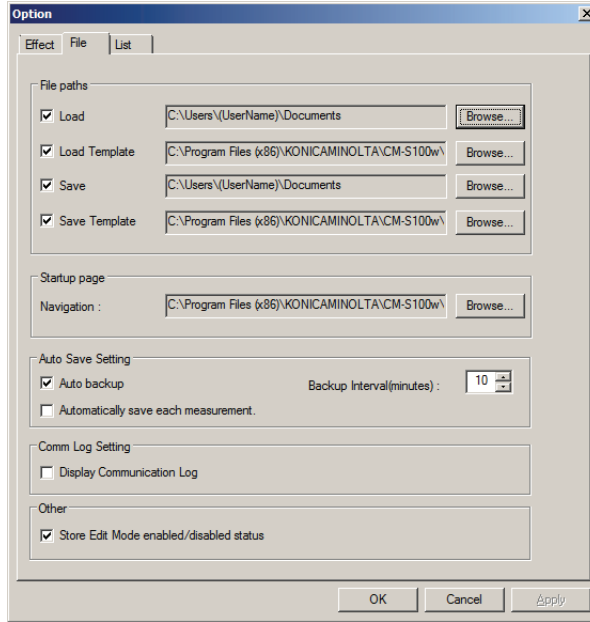 Option
Effect File List
File paths
Load C:\Users\(UserName)\Documents Browse...
Load Template C:\Program Files (x86)\KONICAMINOLTA\CM-S100w\ Browse...
Save C:\Users\(UserName)\Documents Browse...
Save Template C:\Program Files (x86)\KONICAMINOLTA\CM-S100w\ Browse...
Startup page
Navigation : C:\Program Files (x86)\KONICAMINOLTA\CM-S100w\ Browse...
Auto Save Setting
Auto backup Backup Interval(minutes) : 10
Automatically save each measurement.
Comm Log Setting
Display Communication Log
Other
Store Edit Mode enabled/disabled status
OK Cancel Apply